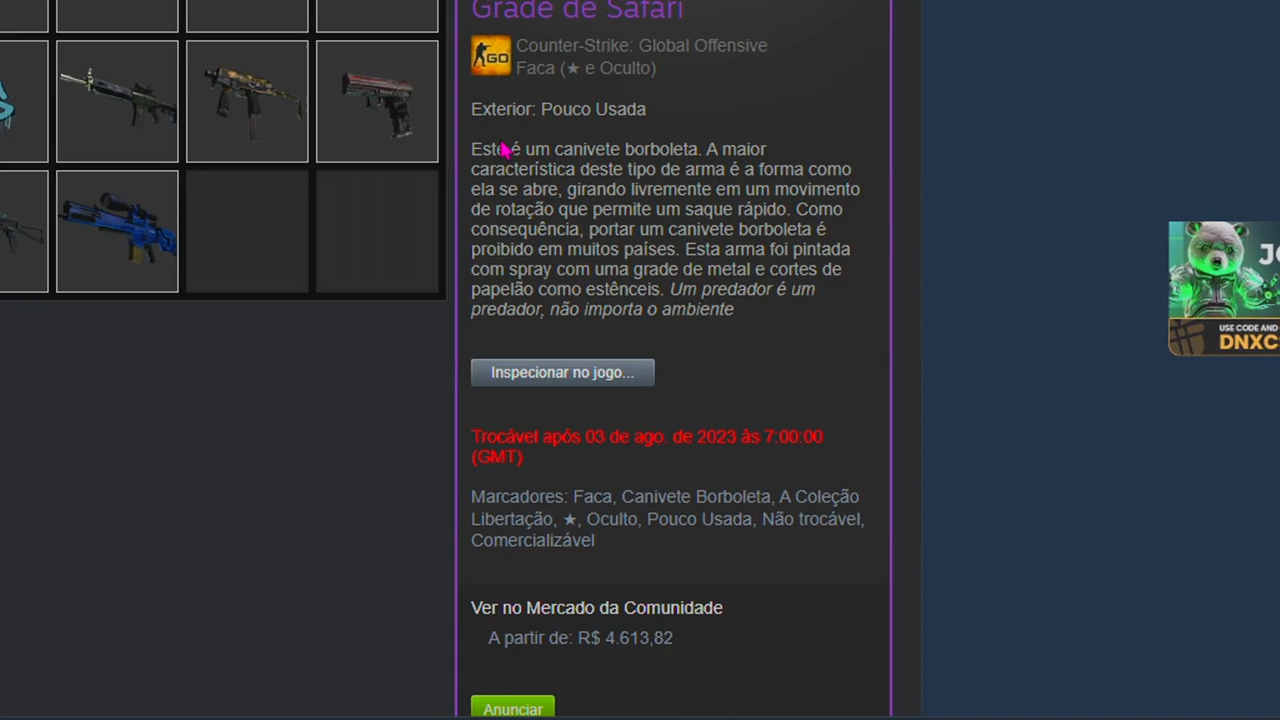 Grade de Safari
GO
Counter-Strike: Global Offensive
Faca (★ e Oculto)
Exterior: Pouco Usada
Este é um canivete borboleta. A maior
característica deste tipo de arma é a forma como
ela se abre, girando livremente em um movimento
de rotação que permite um saque rápido. Como
consequência, portar um canivete borboleta é
proibido em muitos países. Esta arma foi pintada
com spray com uma grade de metal e cortes de
papelão como estênceis. Um predador é um
predador, não importa o ambiente
Inspecionar no jogo...
Trocável após 03 de ago. de 2023 às 7:00:00
(GMT)
Marcadores: Faca, Canivete Borboleta, A Coleção
Libertação, ★, Oculto, Pouco Usada, Não trocável,
Comercializável
Ver no Mercado da Comunidade
A partir de: R$ 4.613,82
Anunciar
USE CODE AND
DNXC